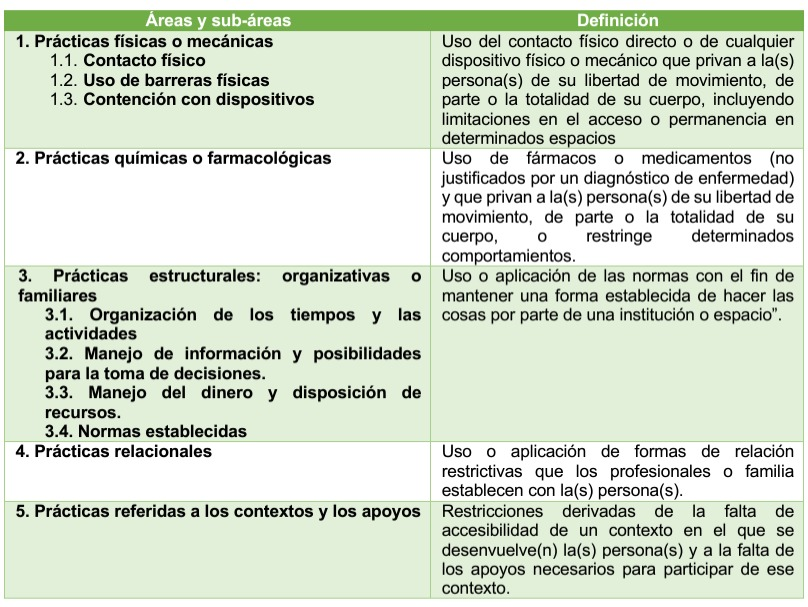 Áreas y sub-áreas
Definición
1. Prácticas físicas o mecánicas
1.1. Contacto físico
1.2. Uso de barreras físicas
1.3. Contención con dispositivos
Uso del contacto físico directo o de cualquier
dispositivo físico o mecánico que privan a la(s)
persona(s) de su libertad de movimiento, de
parte o la totalidad de su cuerpo, incluyendo
limitaciones en el acceso o permanencia en
determinados espacios
2. Prácticas químicas o farmacológicas
Uso de fármacos o medicamentos (no
justificados por un diagnóstico de enfermedad)
y que privan a la(s) persona(s) de su libertad de
movimiento, de parte o la totalidad de su
cuerpo, o restringe determinados
comportamientos.
3. Prácticas estructurales: organizativas o
familiares
3.1. Organización de los tiempos y las
actividades
3.2. Manejo de información y posibilidades
para la toma de decisiones.
3.3. Manejo del dinero y disposición de
recursos.
3.4. Normas establecidas
Uso o aplicación de las normas con el fin de
mantener una forma establecida de hacer las
cosas por parte de una institución o espacio”.
4. Prácticas relacionales
Uso o aplicación de formas de relación
restrictivas que los profesionales o familia
establecen con la(s) persona(s).
5. Prácticas referidas a los contextos y los apoyos
Restricciones derivadas de la falta de
accesibilidad de un contexto en el que se
desenvuelve(n) la(s) persona(s) y a la falta de
los apoyos necesarios para participar de ese
contexto.